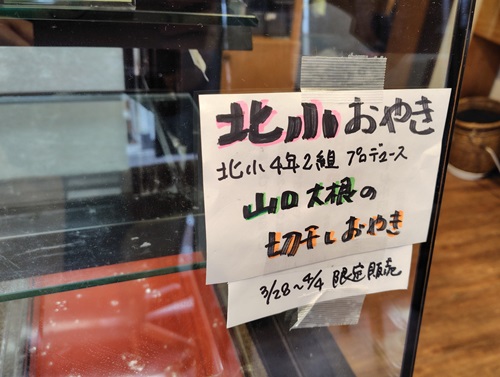 北小おやき
北小4年2組 プロデュース
山口大根の
切干しおやき
3/28〜4/4 限定販売